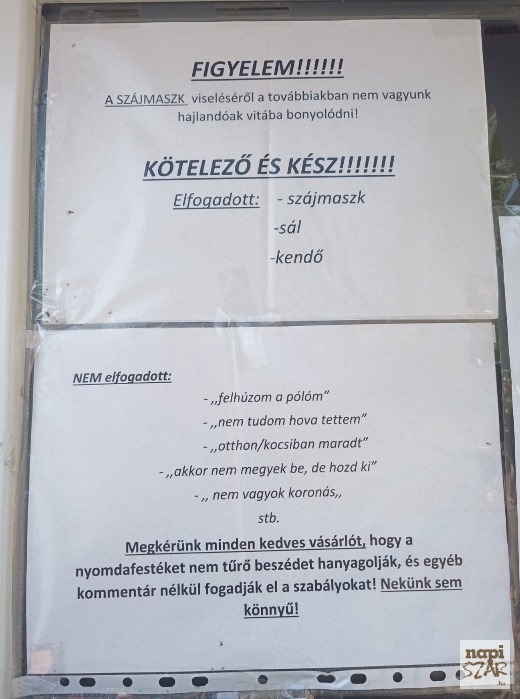 FIGYELEM!!!!!!
A SZÁJMASZK viseléséről a továbbiakban nem vagyunk
hajlandóak vitába bonyolódni!
KÖTELEZŐ ÉS KÉSZ!!!!!!!
Elfogadott: - szájmaszk
-sál
-kendő
NEM elfogadott:
- ,,felhúzom a pólóm”
- ,,nem tudom hova tettem”
- ,,otthon/kocsiban maradt”
- ,,akkor nem megyek be, de hozd ki”
- ,, nem vagyok koronás,,
stb.
Megkérünk minden kedves vásárlót, hogy a
nyomdafestéket nem tűrő beszédet hanyagolják, és egyéb
kommentár nélkül fogadják el a szabályokat! Nekünk sem
könnyű!
napi
SZAR
.hu